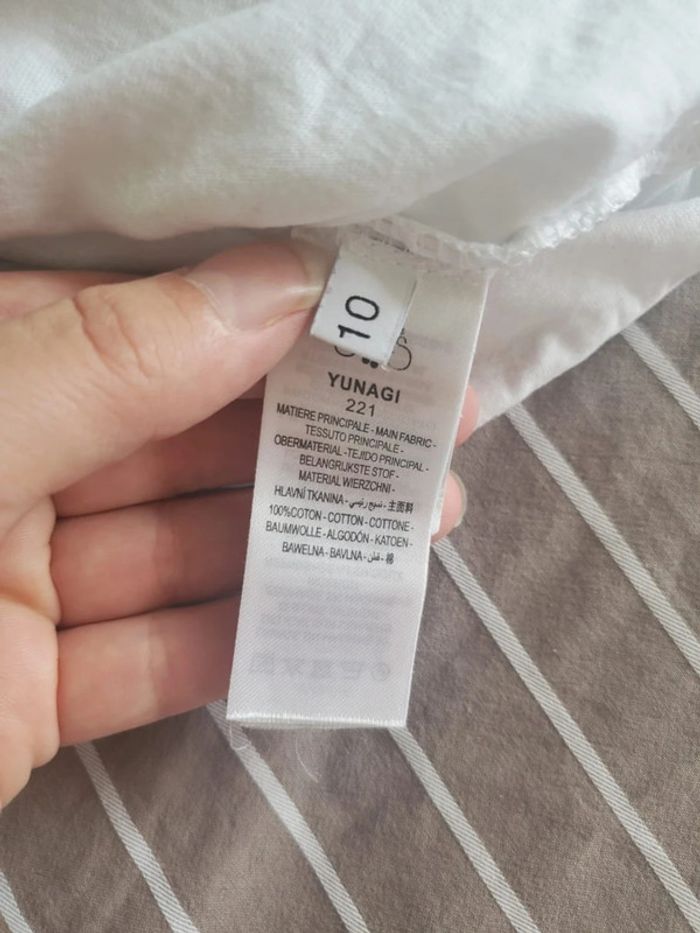 10
YUNAGI
221
MATIERE PRINCIPALE - MAIN FABRIC -
TESSUTO PRINCIPALE -
OBERMATERIAL - TEJIDO PRINCIPAL -
BELANGRIJKSTE STOF -
MATERIAL WIERZCHNI -
HLAVNÍ TKANINA - نسيج رئيسي - 主面料
100%COTON - COTTON - COTTONE -
BAUMWOLLE - ALGODÓN - KATOEN -
BAWELNA - BAVLNA - قطن - 棉